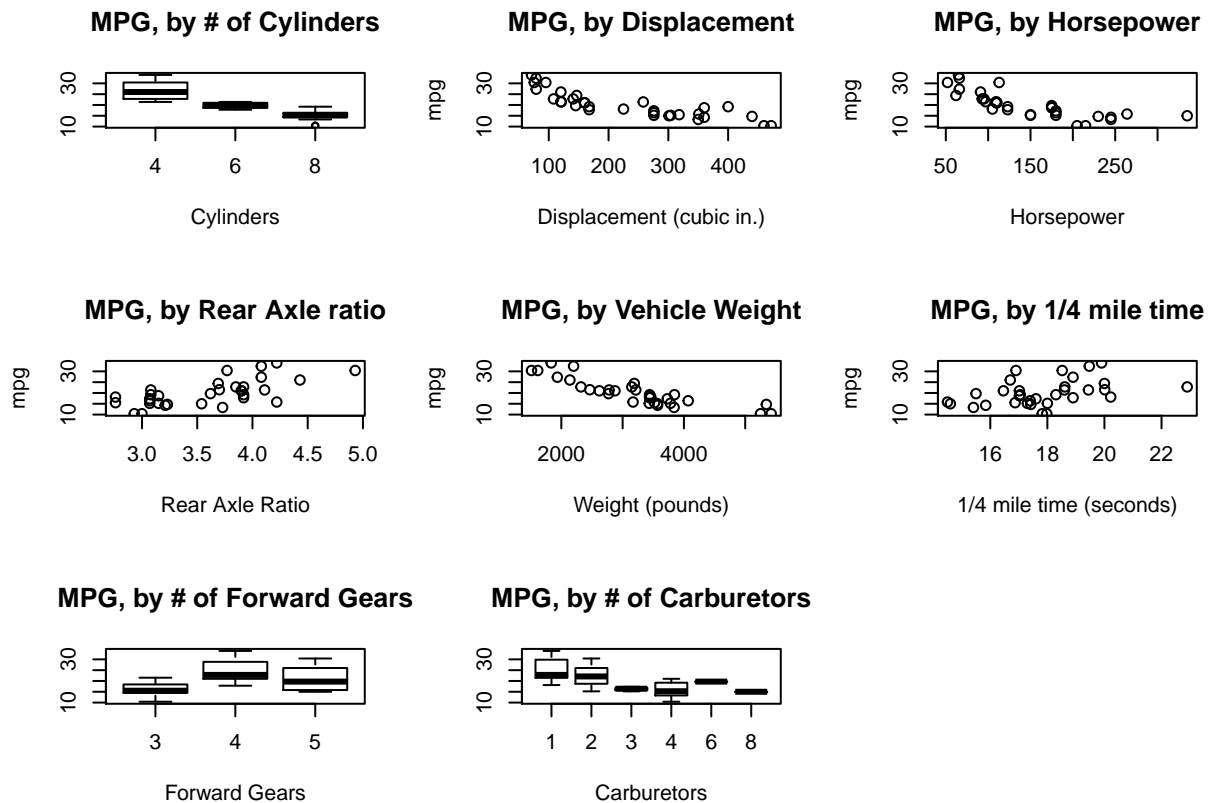 MPG, by # of Cylinders
30
10
4 6 8
Cylinders
MPG, by Displacement
mpg
30
10
100 200 300 400
Displacement (cubic in.)
MPG, by Horsepower
mpg
30
10
50 150 250
Horsepower
MPG, by Rear Axle ratio
mpg
30
10
3.0 3.5 4.0 4.5 5.0
Rear Axle Ratio
MPG, by Vehicle Weight
mpg
30
10
2000 4000
Weight (pounds)
MPG, by 1/4 mile time
mpg
30
10
16 18 20 22
1/4 mile time (seconds)
MPG, by # of Forward Gears
30
10
3 4 5
Forward Gears
MPG, by # of Carburetors
30
10
1 2 3 4 6 8
Carburetors